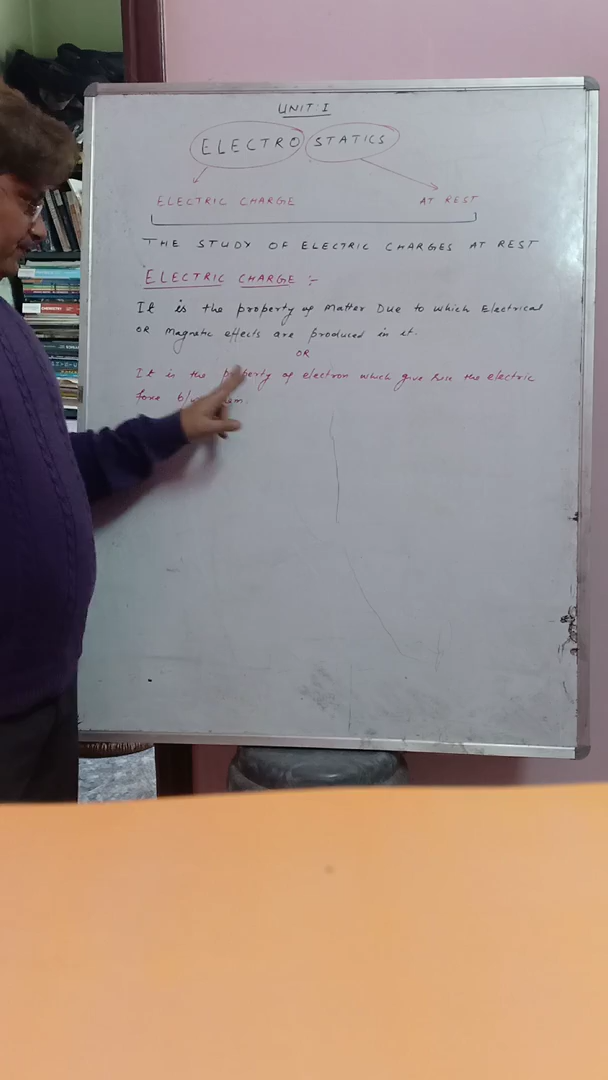 UNIT:I
ELECTRO STATICS
ELECTRIC CHARGE AT REST
THE STUDY OF ELECTRIC CHARGES AT REST
ELECTRIC CHARGE :-
It is the property of Matter Due to which Electrical
OR Magnetic effects are produced in it.
OR
It is the property of electron which give rise the electric
force
CHEMISTRY